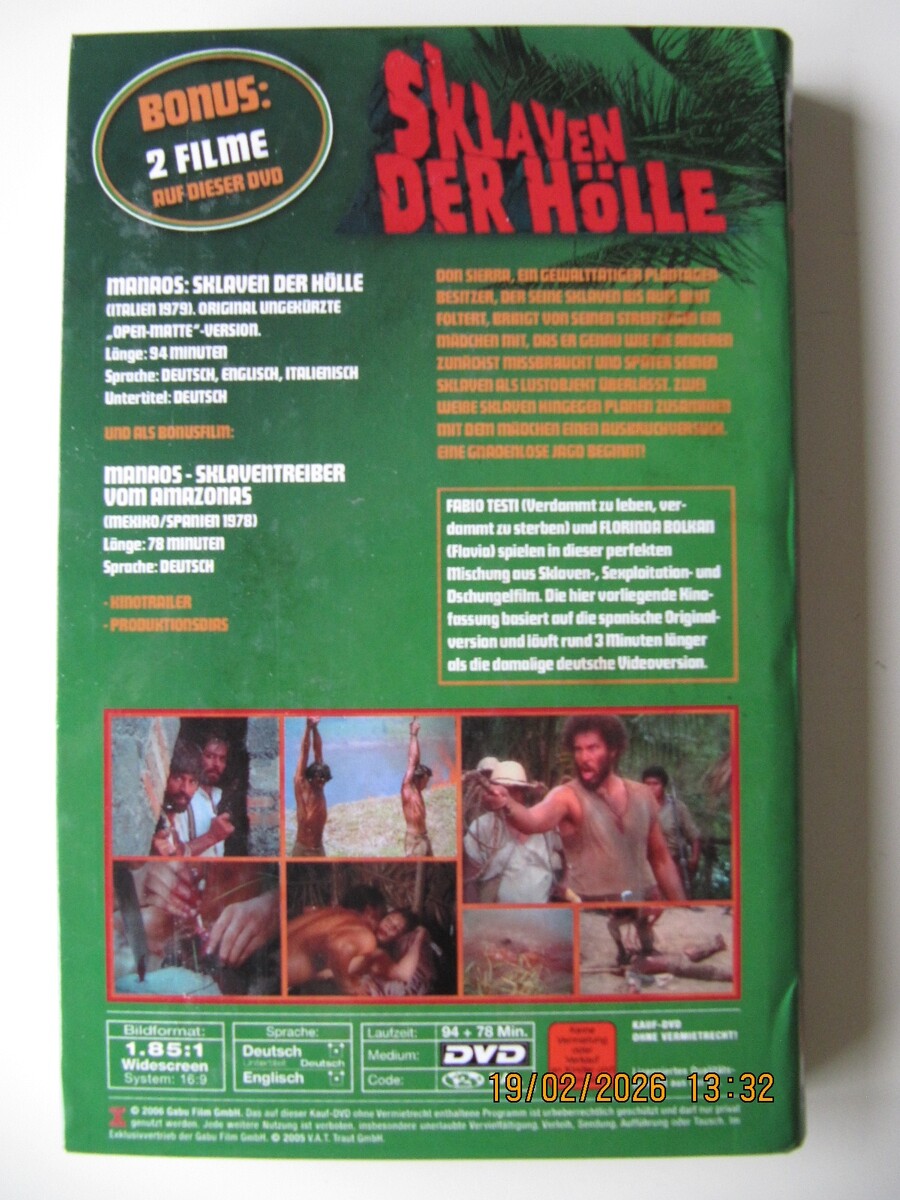 BONUS:
2 FILME
AUF DIESER DVD
SKLAVEN
DER HÖLLE
MANAOS: SKLAVEN DER HÖLLE
(ITALIEN 1979). ORIGINAL UNGEKÜRZTE
„OPEN-MATTE“-VERSION.
Länge: 94 MINUTEN
Sprache: DEUTSCH, ENGLISCH, ITALIENISCH
Untertitel: DEUTSCH
UND ALS BONUSFILM:
MANAOS - SKLAVENTREIBER
VOM AMAZONAS
(MEXIKO/SPANIEN 1978)
Länge: 78 MINUTEN
Sprache: DEUTSCH
- KINOTRAILER
- PRODUKTIONSDIAS
DON SIERRA, EIN GEWALTTÄTIGER PLANTAGEN-
BESITZER, DER SEINE SKLAVEN BIS AUFS BLUT
FOLTERT, BRINGT VON SEINEN STREIFZÜGEN EIN
MÄDCHEN MIT, DAS ER GENAU WIE DIE ANDEREN
ZUNÄCHST MISSBRAUCHT UND SPÄTER SEINEN
SKLAVEN ALS LUSTOBJEKT ÜBERLÄSST. ZWEI
WEIßE SKLAVEN HINGEGEN PLANEN ZUSAMMEN
MIT DEM MÄDCHEN EINEN AUSBRUCHVERSUCH.
EINE GNADENLOSE JAGD BEGINNT!
FABIO TESTI (Verdammt zu leben, ver-
dammt zu sterben) und FLORINDA BOLKAN
(Flavia) spielen in dieser perfekten
Mischung aus Sklaven-, Sexploitation- und
Dschungelfilm. Die hier vorliegende Kino-
fassung basiert auf die spanische Original-
version und läuft rund 3 Minuten länger
als die damalige deutsche Videoversion.
Bildformat:
1.85:1
Widescreen
System: 16:9
Sprache:
Deutsch
Untertitel: Deutsch
Englisch
Laufzeit: 94 + 78 Min.
Medium: DVD
Code:
Keine
Vermietung
oder
Verkauf
KAUF-DVD
OHNE VERMIETRECHT!
19/02/2026 13:32
© 2006 Gabu Film GmbH. Das auf dieser Kauf-DVD ohne Vermietrecht enthaltene Programm ist urheberrechtlich geschützt und darf nur privat
genutzt werden. Jede weitere Nutzung ist verboten, insbesondere unerlaubte Vervielfältigung, Verleih, Sendung, Aufführung oder Tausch. Im
Exklusivvertrieb der Gabu Film GmbH. © 2005 V.A.T. Traut GmbH.